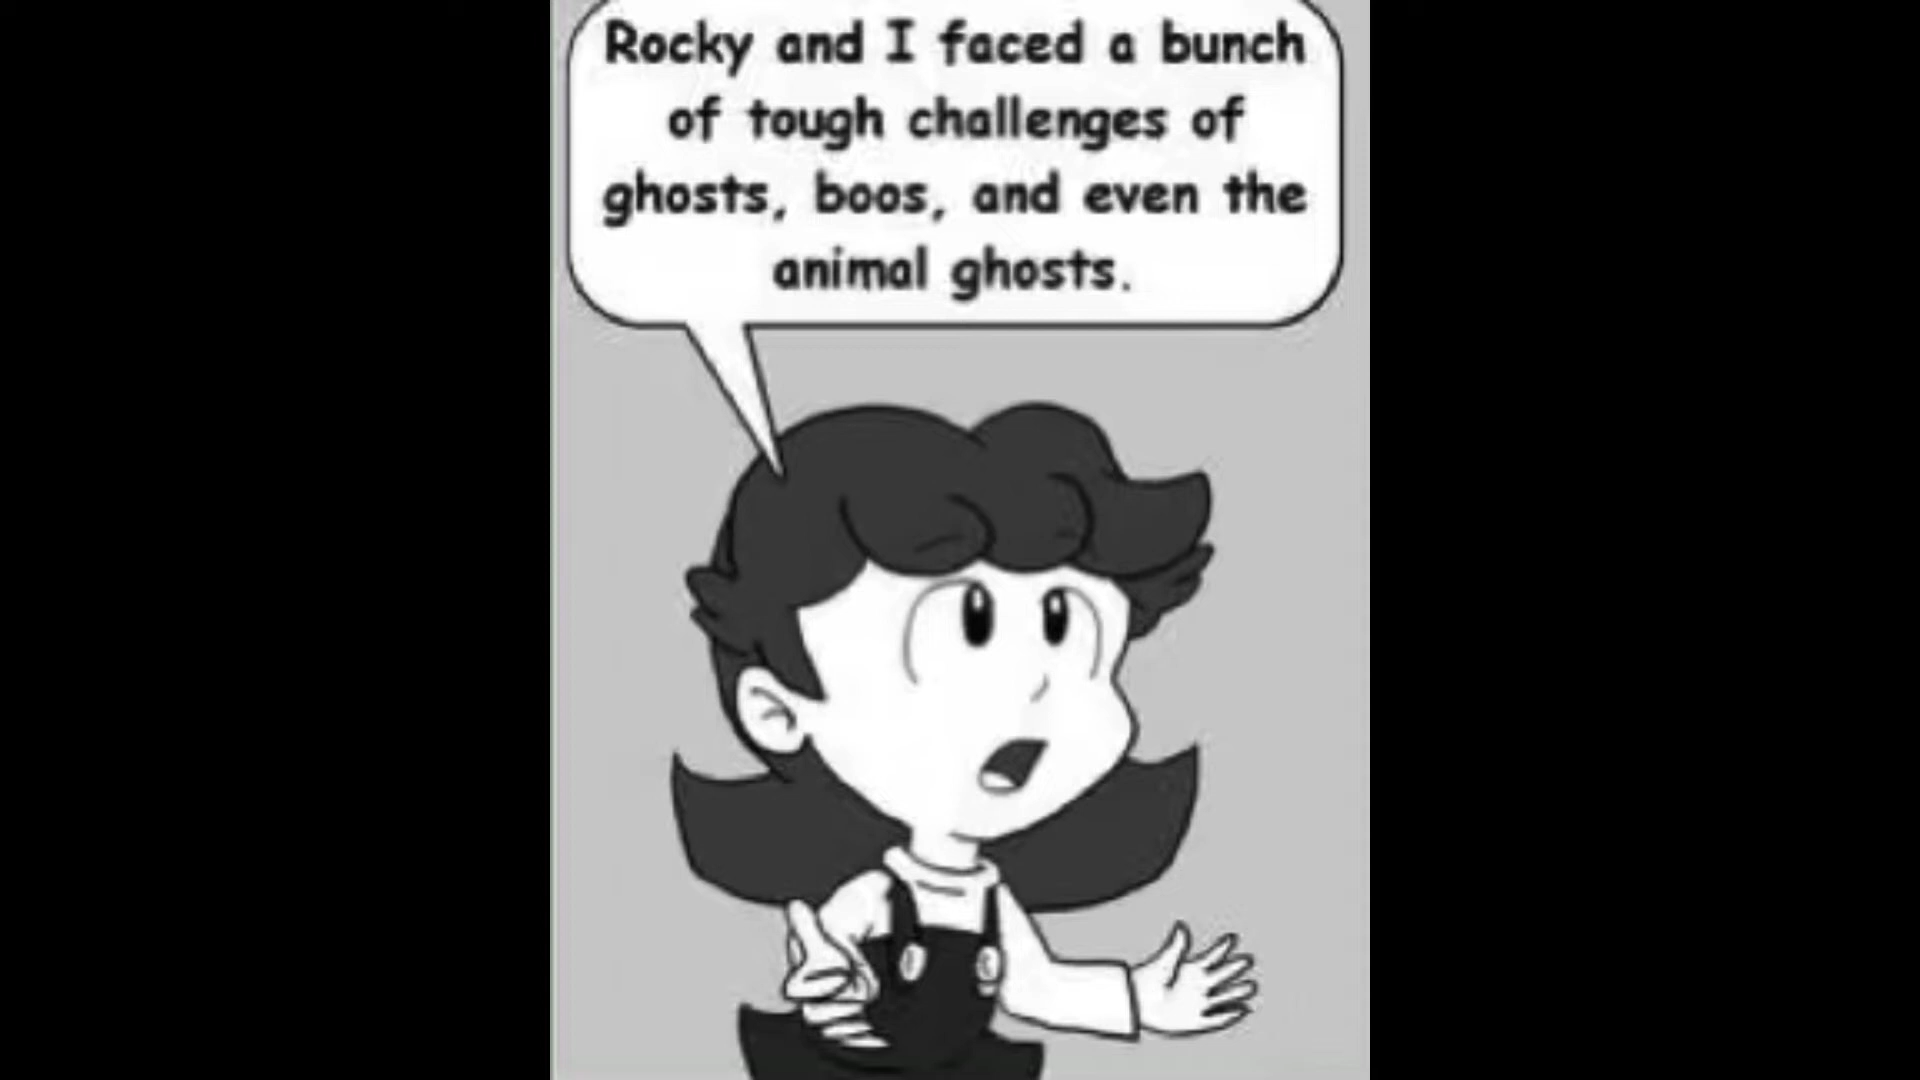 Rocky and I faced a bunch
of tough challenges of
ghosts, boos, and even the
animal ghosts.